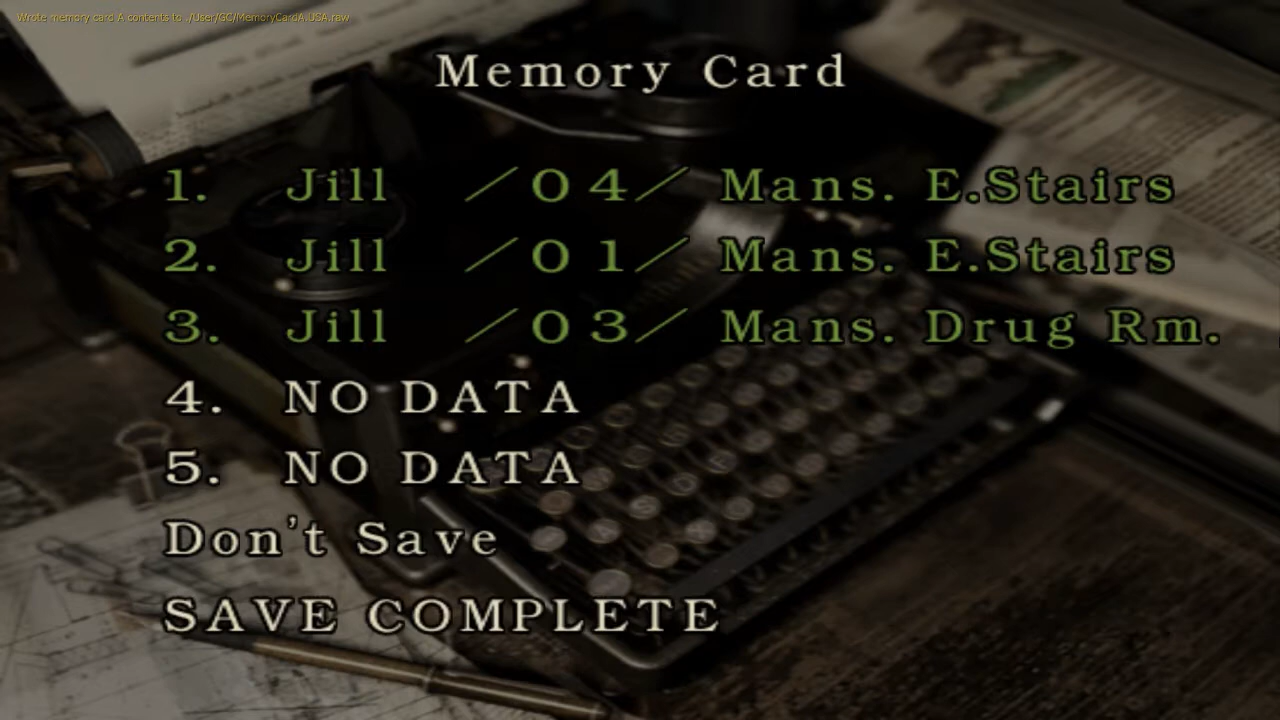 Wrote memory card A contents to ./User/GC/MemoryCardA.USA.raw
Memory Card
1. Jill /04/ Mans. E.Stairs
2. Jill /01/ Mans. E.Stairs
3. Jill /03/ Mans. Drug Rm.
4. NO DATA
5. NO DATA
Don't Save
SAVE COMPLETE